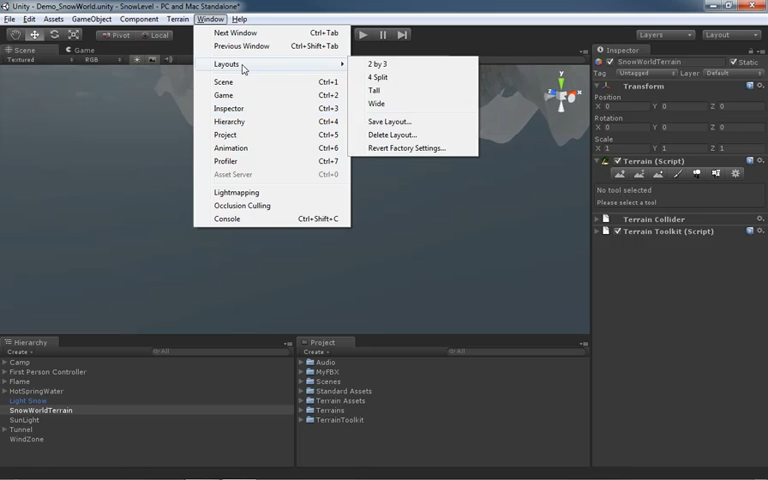 Unity - Demo_SnowWorld.unity - SnowLevel - PC and Mac Standalone*
File Edit Assets GameObject Component Terrain Window Help
Pivot Local Layers Layout
Scene Game
Textured RGB
Next Window Ctrl+Tab
Previous Window Ctrl+Shift+Tab
Layouts
Scene Ctrl+1
Game Ctrl+2
Inspector Ctrl+3
Hierarchy Ctrl+4
Project Ctrl+5
Animation Ctrl+6
Profiler Ctrl+7
Asset Server Ctrl+0
Lightmapping
Occlusion Culling
Console Ctrl+Shift+C
2 by 3
4 Split
Tall
Wide
Save Layout...
Delete Layout...
Revert Factory Settings...
Inspector
SnowWorldTerrain Static
Tag Untagged Layer Default
Transform
Position
X 0 Y 0 Z 0
Rotation
X 0 Y 0 Z 0
Scale
X 1 Y 1 Z 1
Terrain (Script)
No tool selected
Please select a tool
Terrain Collider
Terrain Toolkit (Script)
Hierarchy
Create All
Camp
First Person Controller
Flame
HotSpringWater
Light Snow
SnowWorldTerrain
SunLight
Tunnel
WindZone
Project
Create All
Audio
MyFBX
Scenes
Standard Assets
Terrain Assets
Terrains
TerrainToolkit